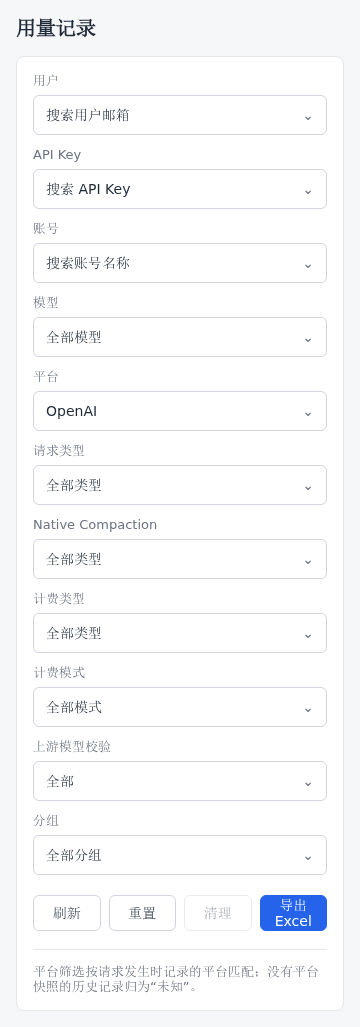 用量记录
用户
搜索用户邮箱
API Key
搜索 API Key
账号
搜索账号名称
模型
全部模型
平台
OpenAI
请求类型
全部类型
Native Compaction
全部类型
计费类型
全部类型
计费模式
全部模式
上游模型校验
全部
分组
全部分组
刷新 重置 清理 导出 Excel
平台筛选按请求发生时记录的平台匹配；没有平台
快照的历史记录归为“未知”。